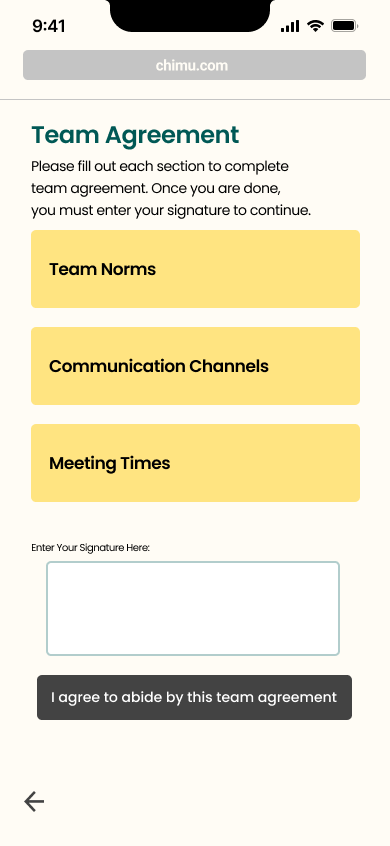 9:41
chimu.com
Team Agreement
Please fill out each section to complete
team agreement. Once you are done,
you must enter your signature to continue.
Team Norms
Communication Channels
Meeting Times
Enter Your Signature Here:
I agree to abide by this team agreement